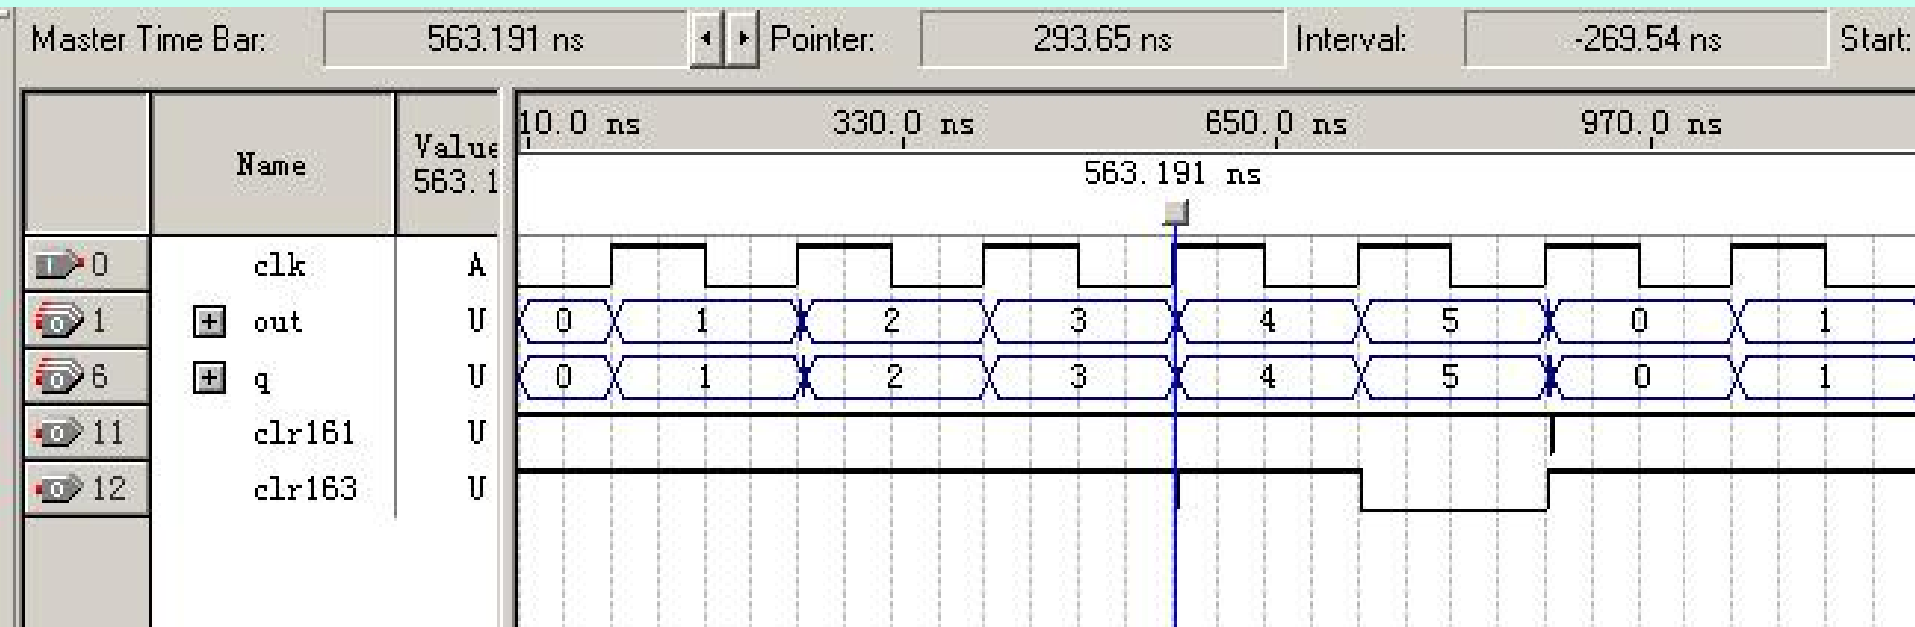 Master Time Bar: 563.191 ns Pointer: 293.65 ns Interval: -269.54 ns Start:
10.0 ns 330.0 ns 650.0 ns 970.0 ns
Name Value
563.1
563.191 ns
0 clk A
1 out U 0 1 2 3 4 5 0 1
6 q U 0 1 2 3 4 5 0 1
11 clr161 U
12 clr163 U